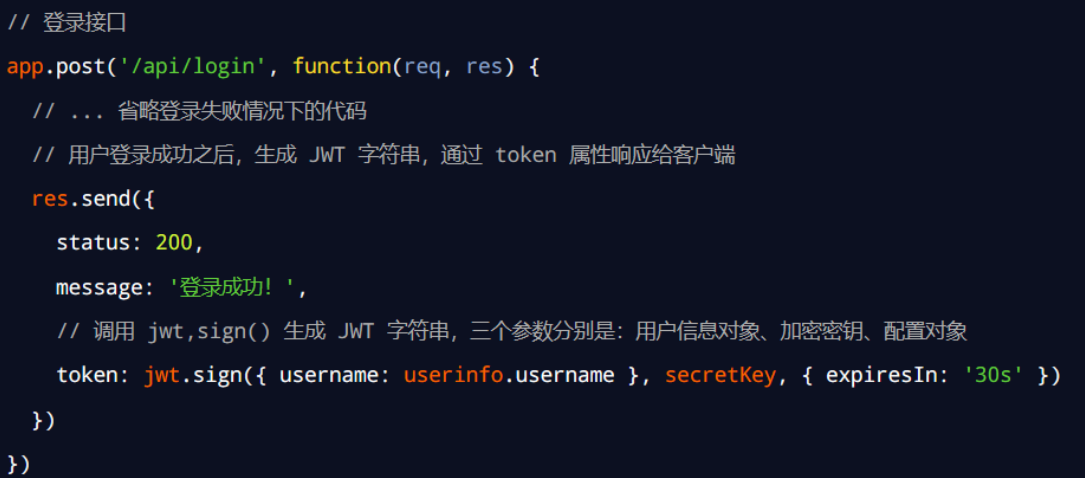 // 登录接口
app.post('/api/login', function(req, res) {
  // ... 省略登录失败情况下的代码
  // 用户登录成功之后，生成 JWT 字符串，通过 token 属性响应给客户端
  res.send({
    status: 200,
    message: '登录成功！',
    // 调用 jwt,sign() 生成 JWT 字符串，三个参数分别是：用户信息对象、加密密钥、配置对象
    token: jwt.sign({ username: userinfo.username }, secretKey, { expiresIn: '30s' })
  })
})